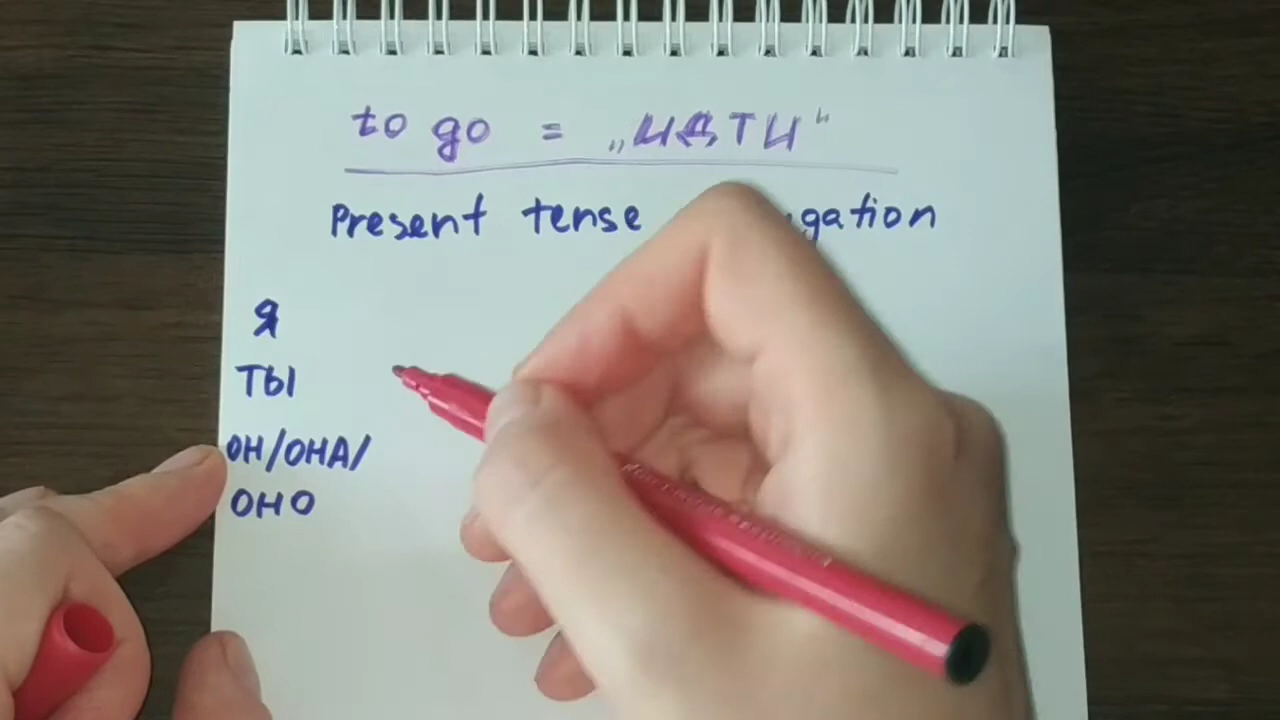 to go = „ИДТИ“
Present tense
Я
ТЫ
ОН/ОНА/
ОНО